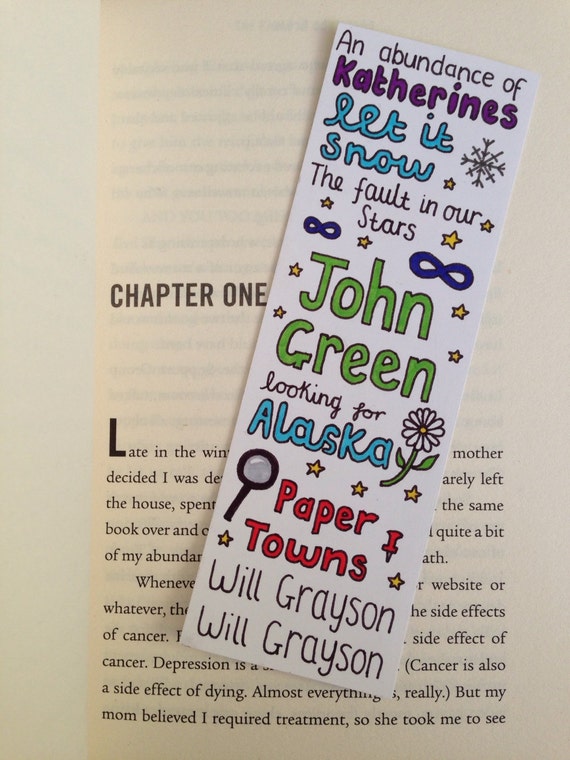 An abundance of
Katherines
let it
snow
The fault in our
Stars
John
Green
looking for
Alaska
Paper
Towns
Will Grayson
Will Grayson
CHAPTER ONE
Late in the win mother
decided I was de arely left
the house, spent the same
book over and o quite a bit
of my abundan ath.
Wheneve r website or
whatever, the he side effects
of cancer. side effect of
cancer. Depression is a (Cancer is also
a side effect of dying. Almost everything s, really.) But my
mom believed I required treatment, so she took me to see